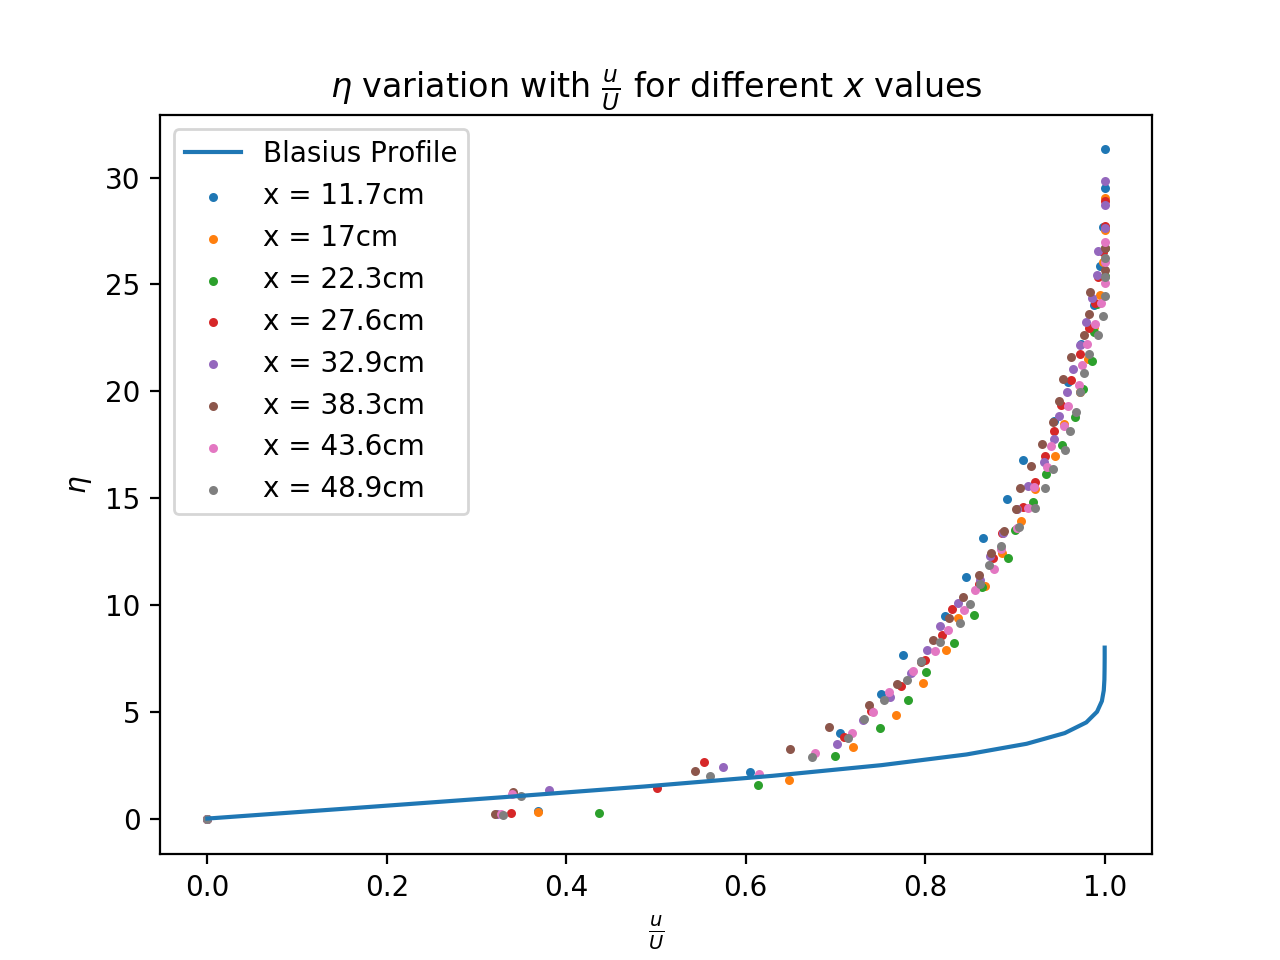 η variation with u/U for different x values
Blasius Profile
x = 11.7cm
x = 17cm
x = 22.3cm
x = 27.6cm
x = 32.9cm
x = 38.3cm
x = 43.6cm
x = 48.9cm
30
25
20
15
10
5
0
η
0.0 0.2 0.4 0.6 0.8 1.0
u/U